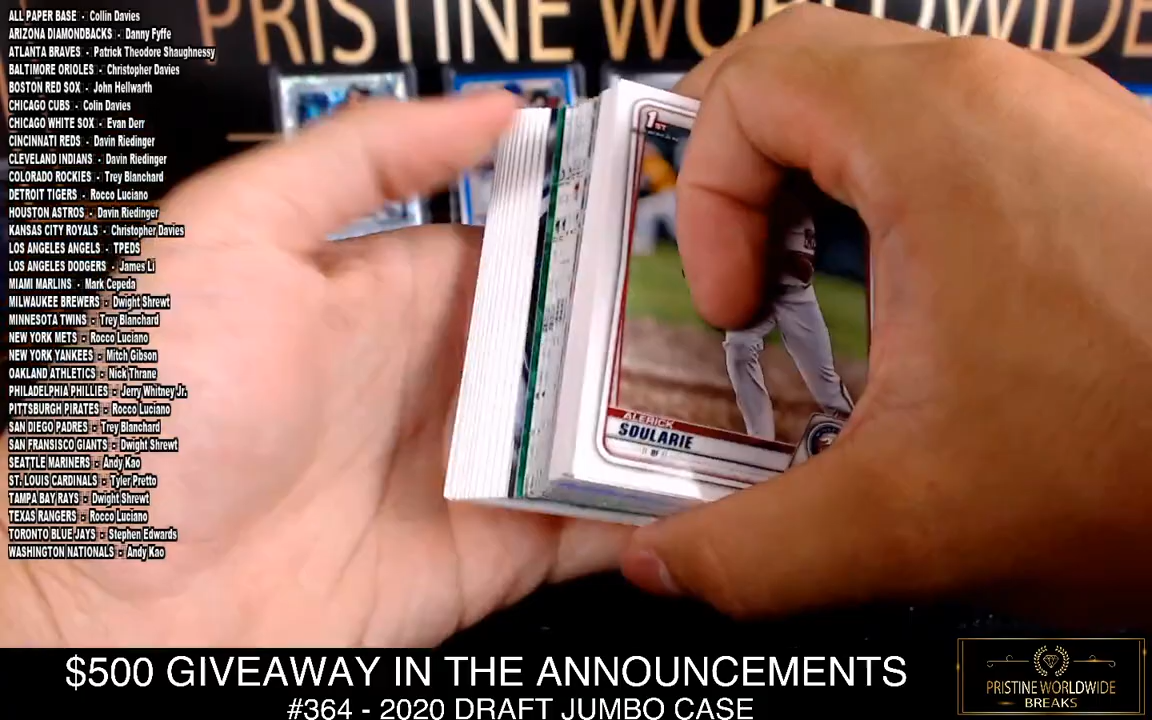 PRISTINE WORLDWIDE
ALL PAPER BASE - Collin Davies
ARIZONA DIAMONDBACKS - Danny Fyffe
ATLANTA BRAVES - Patrick Theodore Shaughnessy
BALTIMORE ORIOLES - Christopher Davies
BOSTON RED SOX - John Hellwarth
CHICAGO CUBS - Colin Davies
CHICAGO WHITE SOX - Evan Derr
CINCINNATI REDS - Davin Riedinger
CLEVELAND INDIANS - Davin Riedinger
COLORADO ROCKIES - Trey Blanchard
DETROIT TIGERS - Rocco Luciano
HOUSTON ASTROS - Davin Riedinger
KANSAS CITY ROYALS - Christopher Davies
LOS ANGELES ANGELS - TPEDS
LOS ANGELES DODGERS - James Li
MIAMI MARLINS - Mark Cepeda
MILWAUKEE BREWERS - Dwight Shrewt
MINNESOTA TWINS - Trey Blanchard
NEW YORK METS - Rocco Luciano
NEW YORK YANKEES - Mitch Gibson
OAKLAND ATHLETICS - Nick Thrane
PHILADELPHIA PHILLIES - Jerry Whitney Jr.
PITTSBURGH PIRATES - Rocco Luciano
SAN DIEGO PADRES - Trey Blanchard
SAN FRANSISCO GIANTS - Dwight Shrewt
SEATTLE MARINERS - Andy Kao
ST. LOUIS CARDINALS - Tyler Pretto
TAMPA BAY RAYS - Dwight Shrewt
TEXAS RANGERS - Rocco Luciano
TORONTO BLUE JAYS - Stephen Edwards
WASHINGTON NATIONALS - Andy Kao
1ST
ALERICK
SOULARIE
$500 GIVEAWAY IN THE ANNOUNCEMENTS
#364 - 2020 DRAFT JUMBO CASE
PRISTINE WORLDWIDE
BREAKS